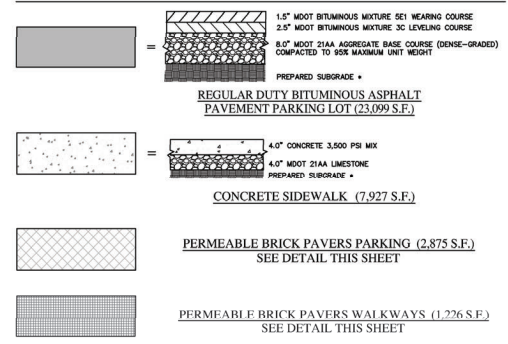 1.5" MDOT BITUMINOUS MIXTURE 5E1 WEARING COURSE
2.5" MDOT BITUMINOUS MIXTURE 3C LEVELING COURSE
8.0" MDOT 21AA AGGREGATE BASE COURSE (DENSE-GRADED)
COMPACTED TO 95% MAXIMUM UNIT WEIGHT
=
PREPARED SUBGRADE *
REGULAR DUTY BITUMINOUS ASPHALT
PAVEMENT PARKING LOT (23,099 S.F.)
4.0" CONCRETE 3,500 PSI MIX
=
4.0" MDOT 21AA LIMESTONE
PREPARED SUBGRADE *
CONCRETE SIDEWALK (7,927 S.F.)
PERMEABLE BRICK PAVERS PARKING (2,875 S.F.)
SEE DETAIL THIS SHEET
PERMEABLE BRICK PAVERS WALKWAYS (1,226 S.F.)
SEE DETAIL THIS SHEET